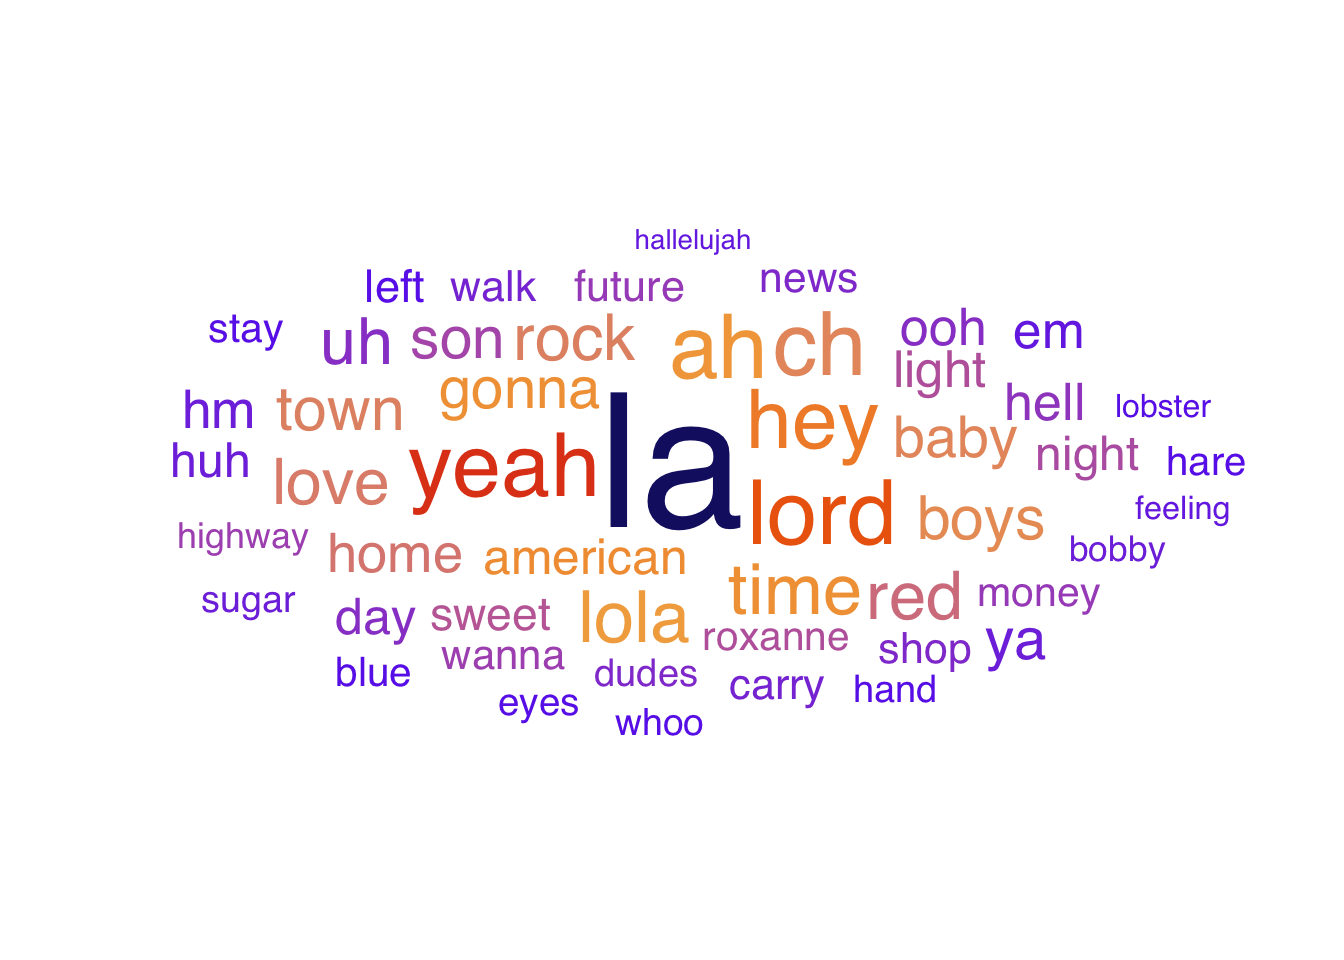 hallelujah
left walk future news
stay uh son rock ah ch ooh em
light
hm town gonna la hey baby hell lobster
huh love yeah lord boys night hare
feeling
highway home american time red money bobby
sugar day sweet lola roxanne shop ya
wanna
blue dudes carry hand
eyes whoo